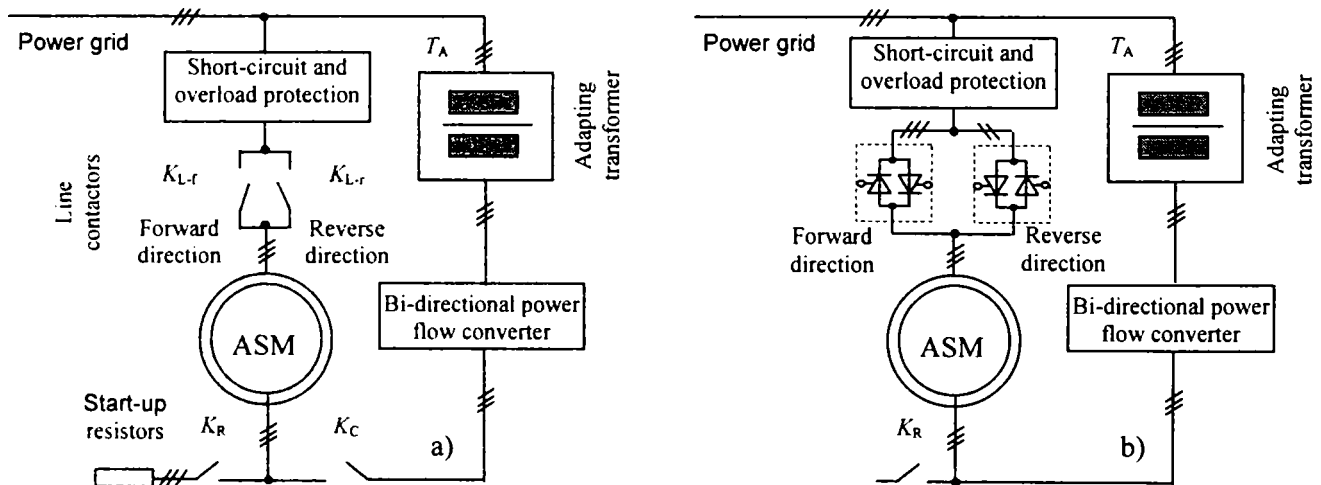 Power grid
Short-circuit and
overload protection
T_A
Adapting
transformer
Line
contactors
K_L-f
K_L-r
Forward
direction
Reverse
direction
Bi-directional power
flow converter
ASM
Start-up
resistors
K_R
K_C
a)
Power grid
Short-circuit and
overload protection
T_A
Adapting
transformer
Forward
direction
Reverse
direction
Bi-directional power
flow converter
ASM
K_R
b)